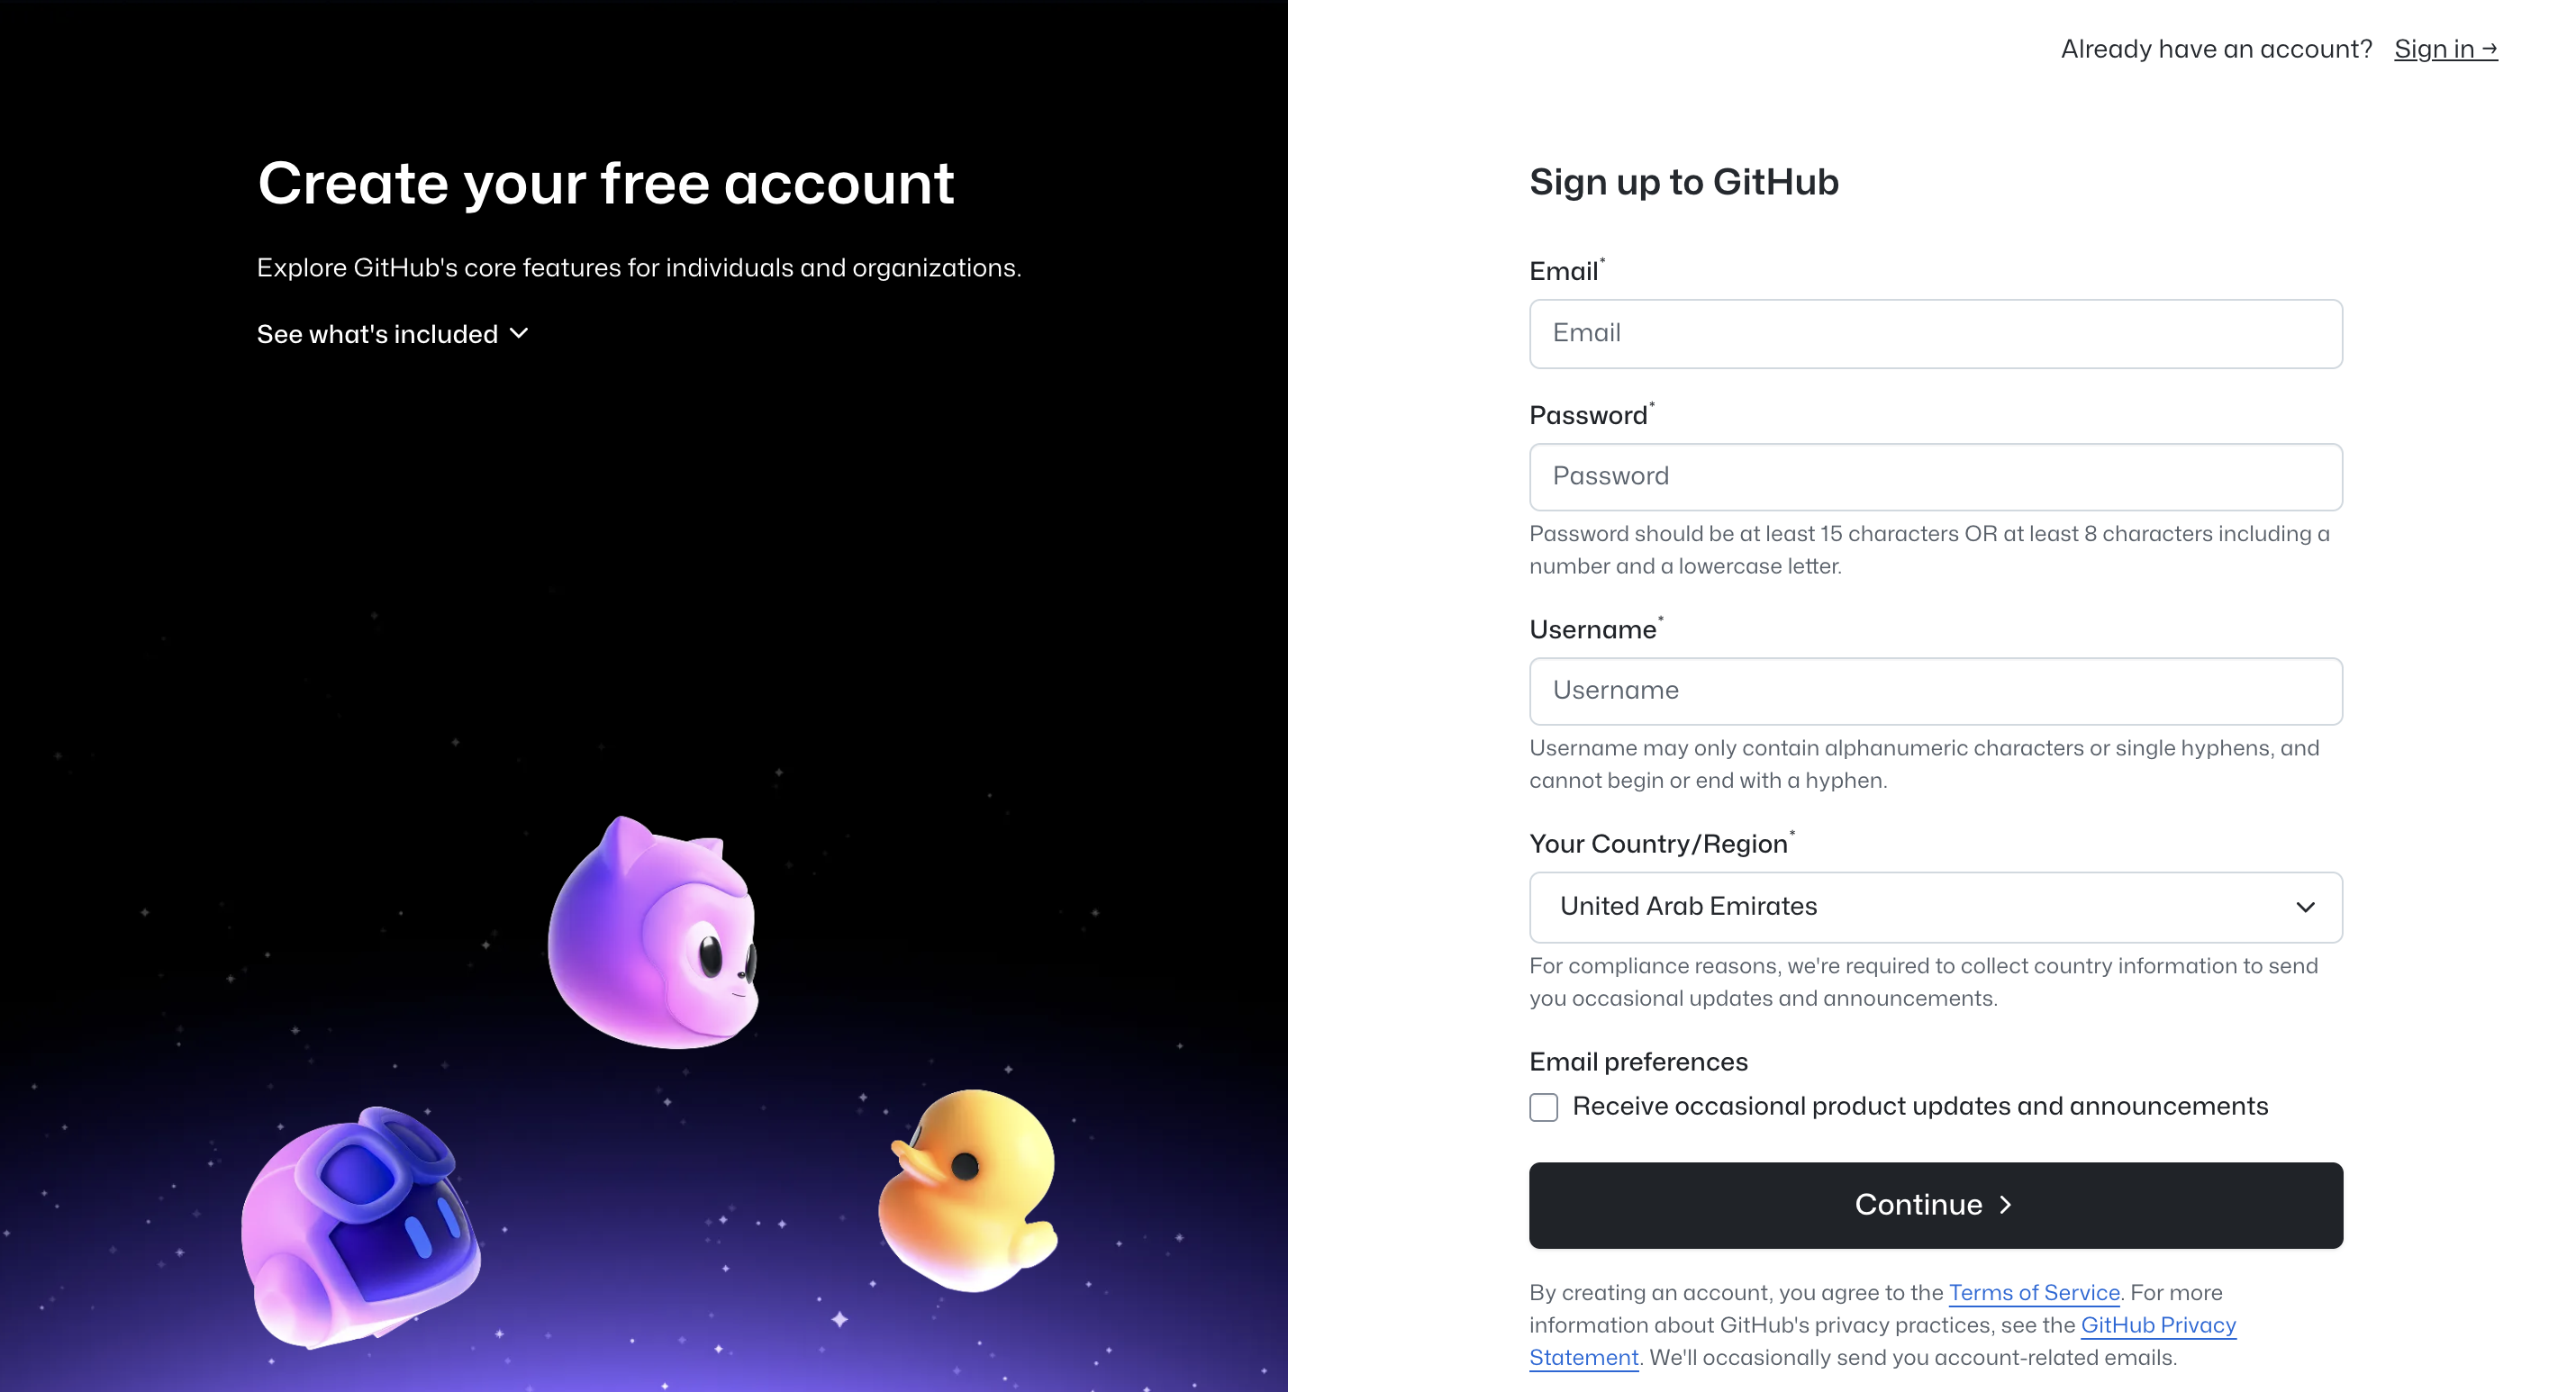 Already have an account? Sign in →
Create your free account
Explore GitHub's core features for individuals and organizations.
See what's included
Sign up to GitHub
Email*
Email
Password*
Password
Password should be at least 15 characters OR at least 8 characters including a
number and a lowercase letter.
Username*
Username
Username may only contain alphanumeric characters or single hyphens, and
cannot begin or end with a hyphen.
Your Country/Region*
United Arab Emirates
For compliance reasons, we're required to collect country information to send
you occasional updates and announcements.
Email preferences
Receive occasional product updates and announcements
Continue
By creating an account, you agree to the Terms of Service. For more
information about GitHub's privacy practices, see the GitHub Privacy
Statement. We'll occasionally send you account-related emails.